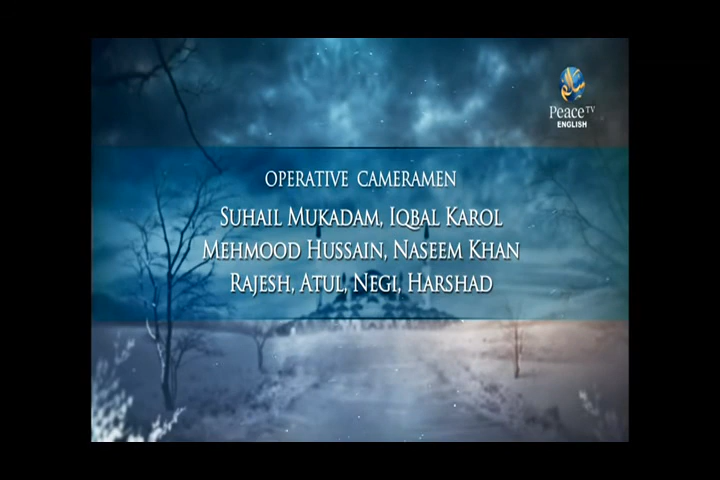 Peace TV
ENGLISH
OPERATIVE CAMERAMEN
SUHAIL MUKADAM, IQBAL KAROL
MEHMOOD HUSSAIN, NASEEM KHAN
RAJESH, ATUL, NEGI, HARSHAD